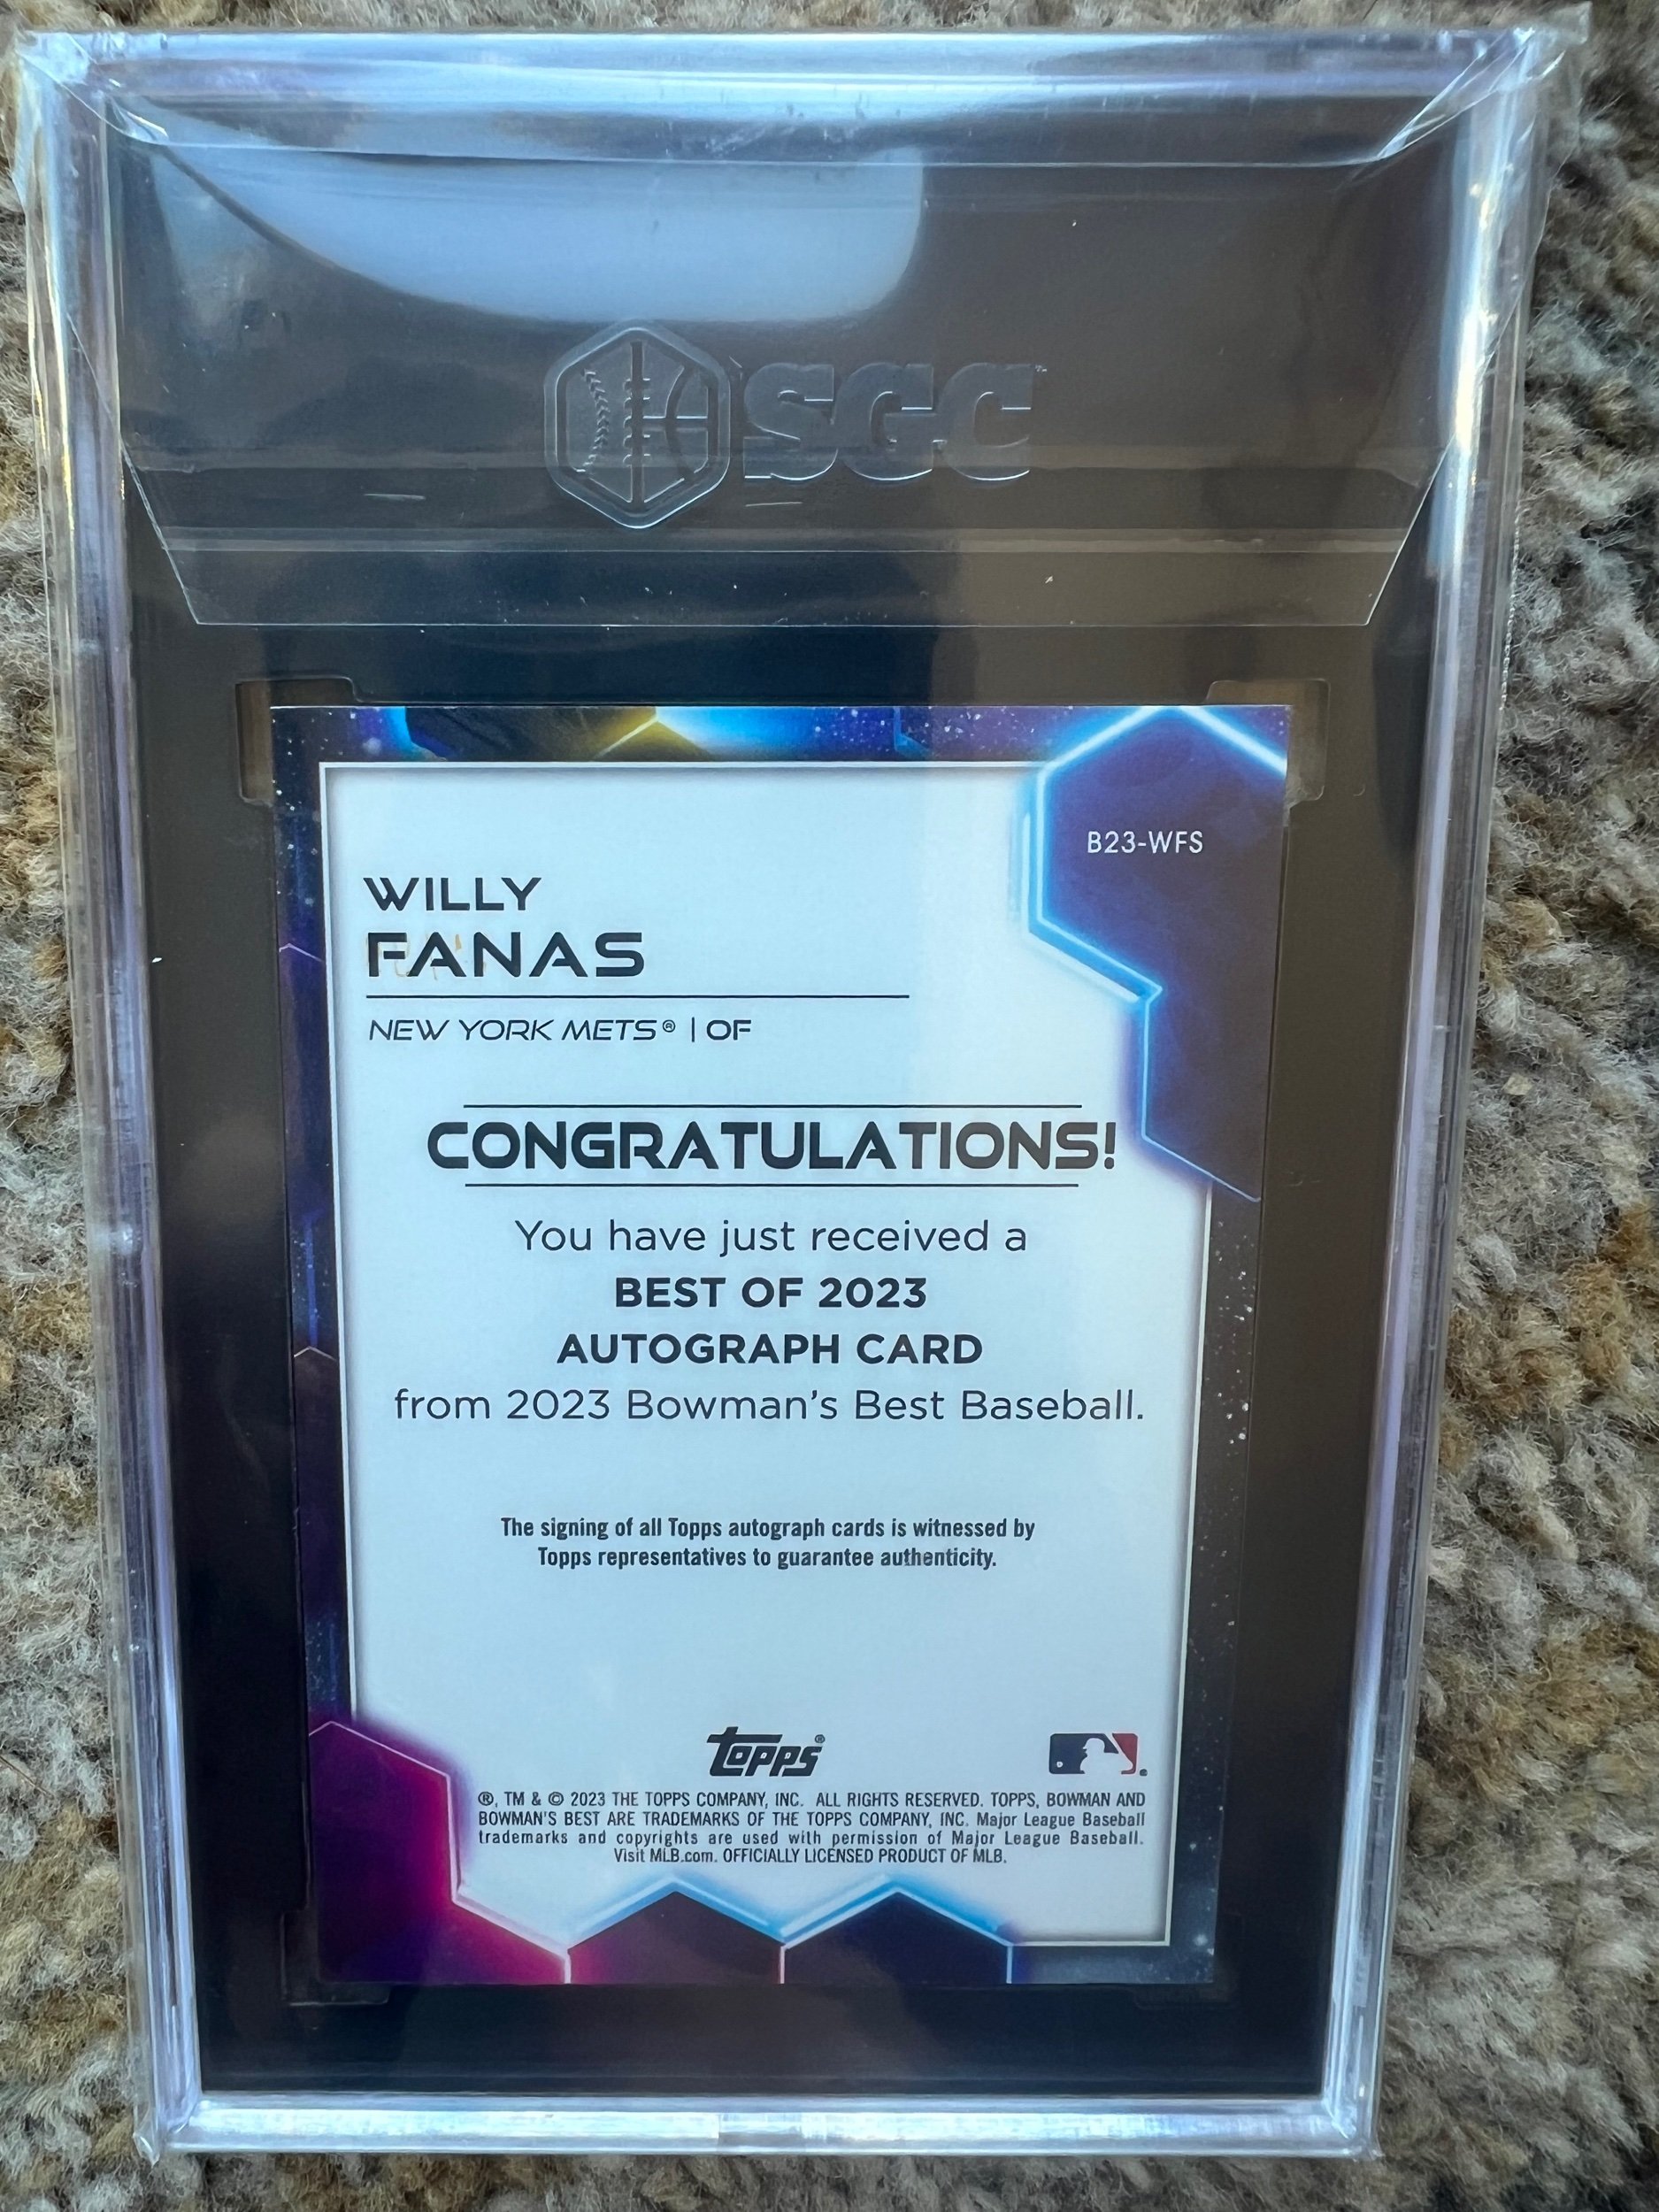 SGC
B23-WFS
WILLY
FANAS
NEW YORK METS® | OF
CONGRATULATIONS!
You have just received a
BEST OF 2023
AUTOGRAPH CARD
from 2023 Bowman's Best Baseball.
The signing of all Topps autograph cards is witnessed by
Topps representatives to guarantee authenticity.
topps®
®, TM & © 2023 THE TOPPS COMPANY, INC. ALL RIGHTS RESERVED. TOPPS, BOWMAN AND
BOWMAN'S BEST ARE TRADEMARKS OF THE TOPPS COMPANY, INC. Major League Baseball
trademarks and copyrights are used with permission of Major League Baseball.
Visit MLB.com. OFFICIALLY LICENSED PRODUCT OF MLB.